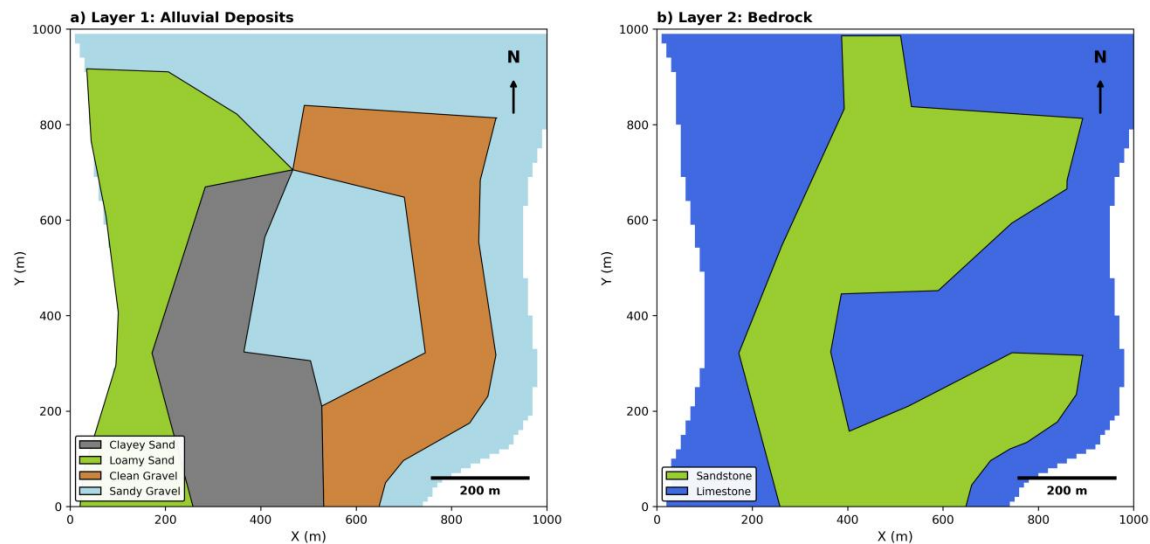 a) Layer 1: Alluvial Deposits
1000
800
600
400
200
0
Y (m)
N
Clayey Sand
Loamy Sand
Clean Gravel
Sandy Gravel
200 m
0 200 400 600 800 1000
X (m)
b) Layer 2: Bedrock
1000
800
600
400
200
0
Y (m)
N
Sandstone
Limestone
200 m
0 200 400 600 800 1000
X (m)